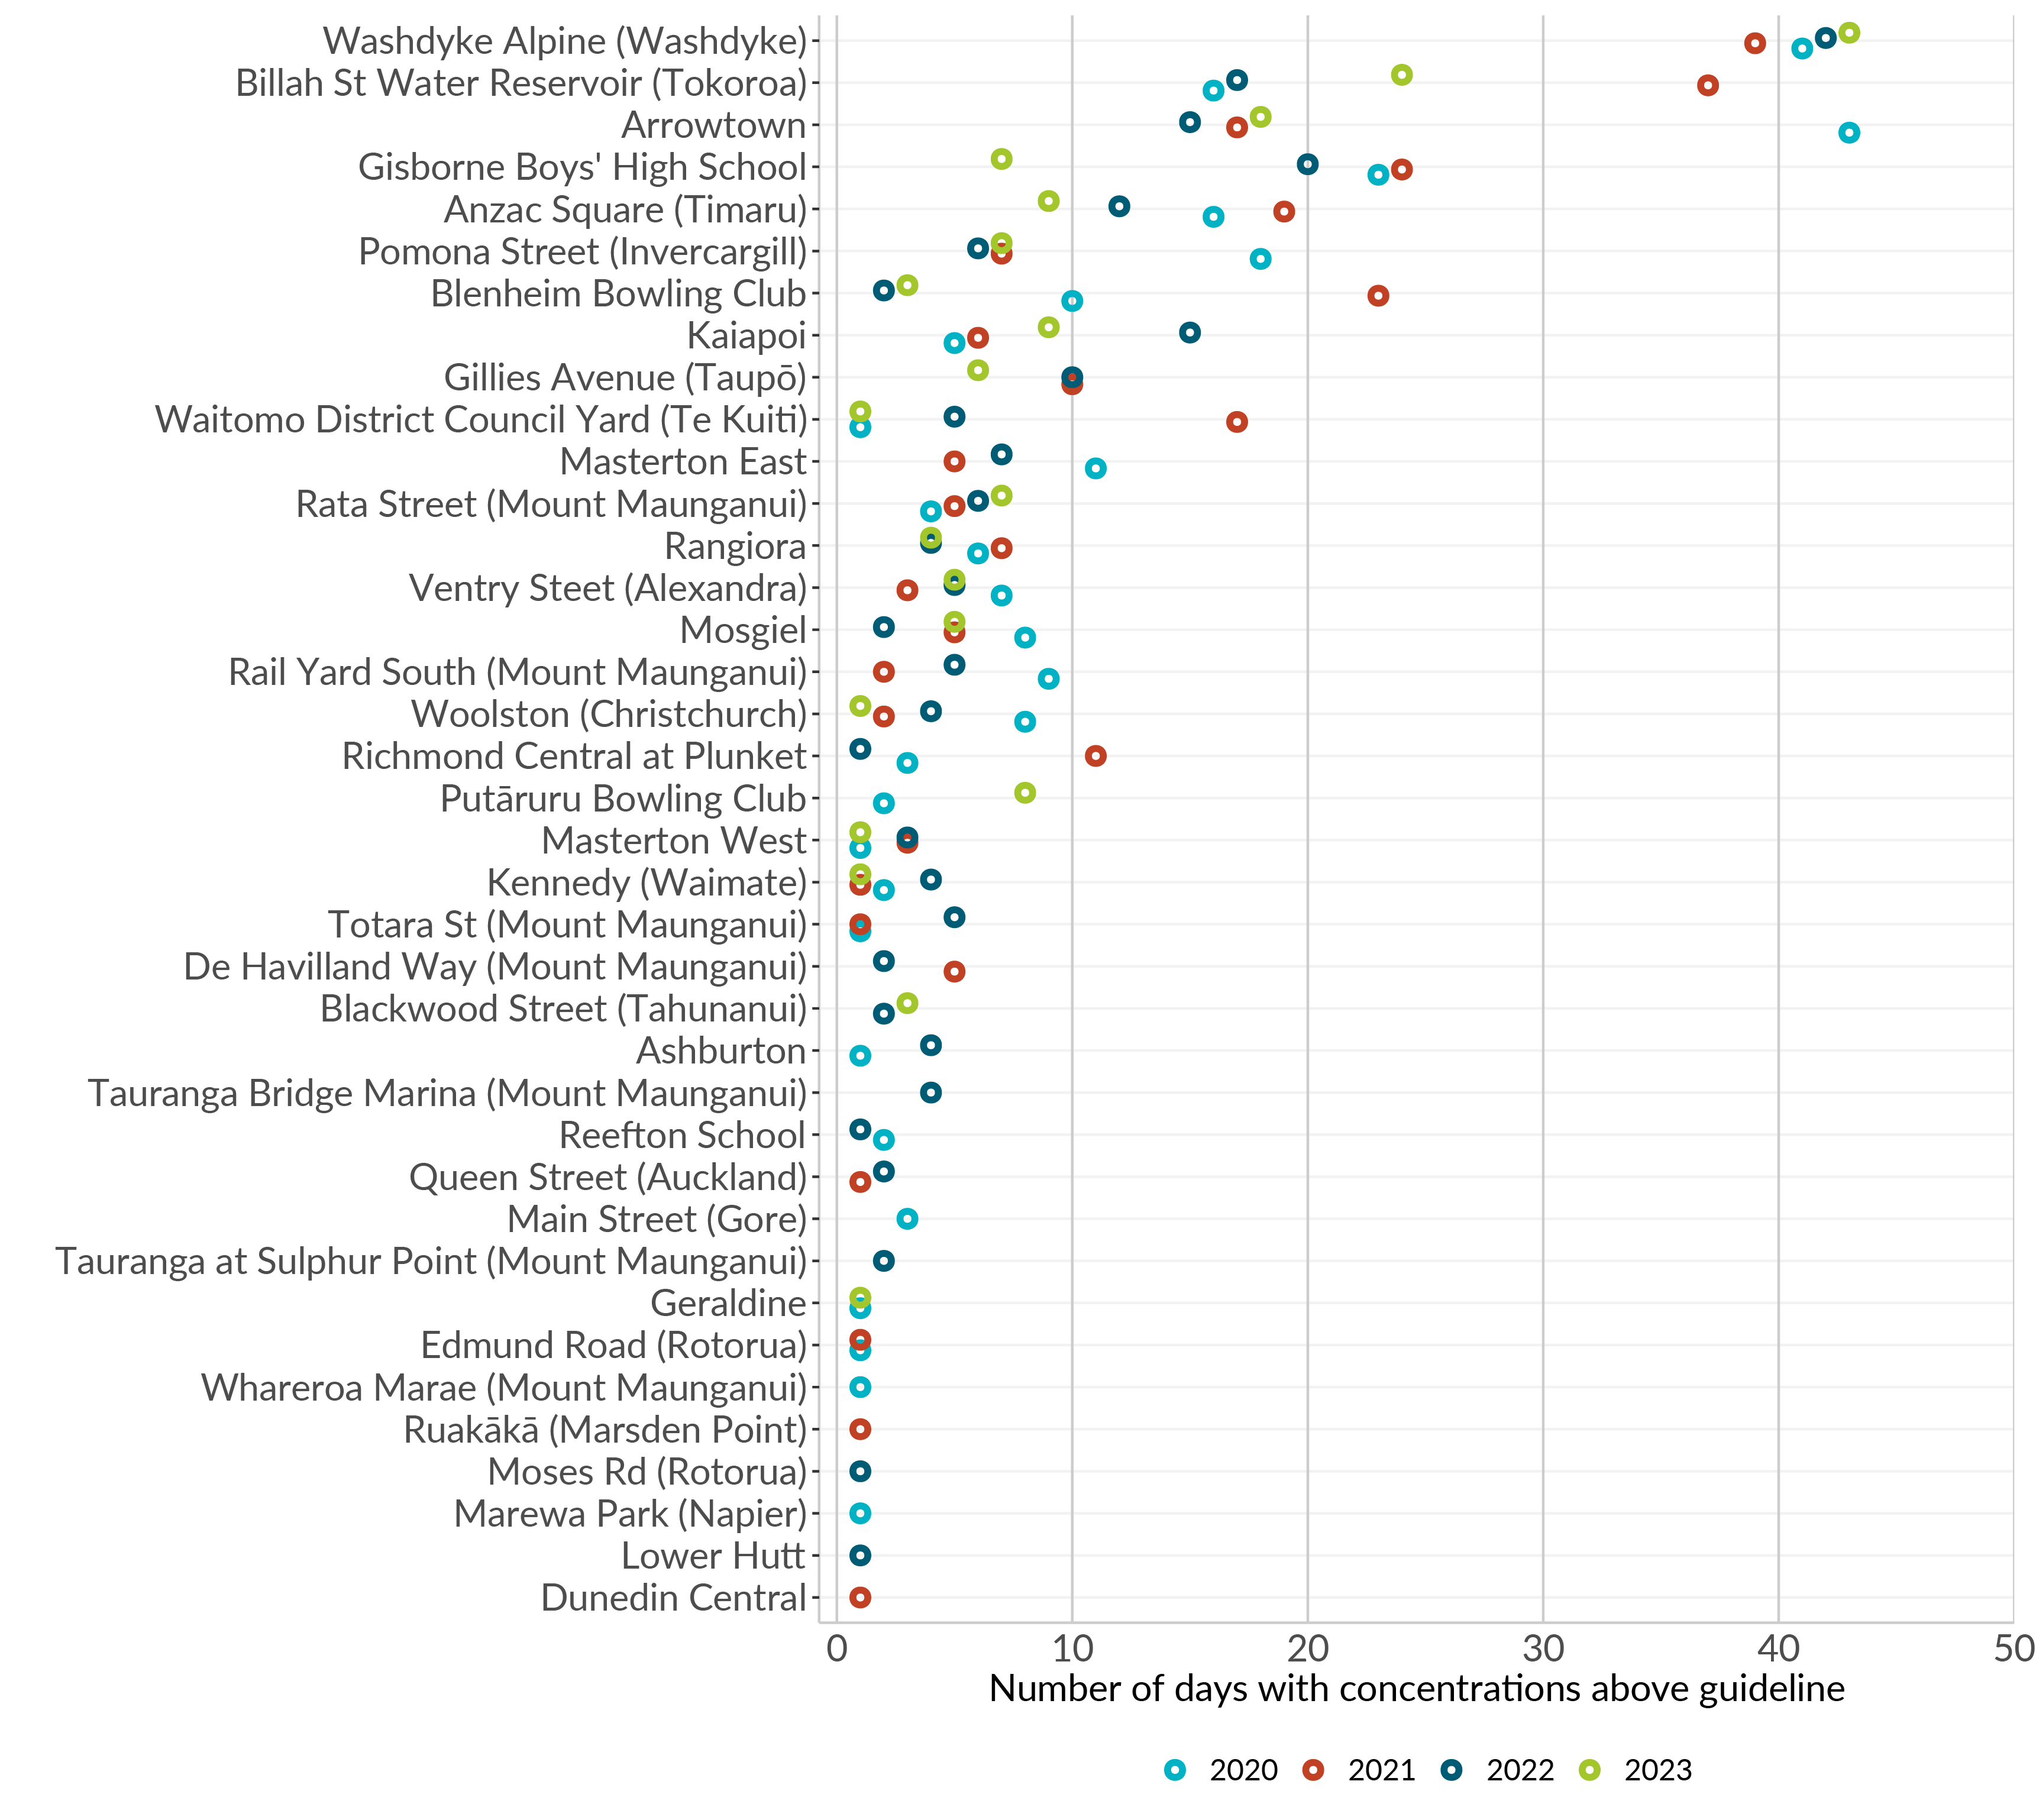 Washdyke Alpine (Washdyke)
Billah St Water Reservoir (Tokoroa)
Arrowtown
Gisborne Boys' High School
Anzac Square (Timaru)
Pomona Street (Invercargill)
Blenheim Bowling Club
Kaiapoi
Gillies Avenue (Taupō)
Waitomo District Council Yard (Te Kuiti)
Masterton East
Rata Street (Mount Maunganui)
Rangiora
Ventry Steet (Alexandra)
Mosgiel
Rail Yard South (Mount Maunganui)
Woolston (Christchurch)
Richmond Central at Plunket
Putāruru Bowling Club
Masterton West
Kennedy (Waimate)
Totara St (Mount Maunganui)
De Havilland Way (Mount Maunganui)
Blackwood Street (Tahunanui)
Ashburton
Tauranga Bridge Marina (Mount Maunganui)
Reefton School
Queen Street (Auckland)
Main Street (Gore)
Tauranga at Sulphur Point (Mount Maunganui)
Geraldine
Edmund Road (Rotorua)
Whareroa Marae (Mount Maunganui)
Ruakākā (Marsden Point)
Moses Rd (Rotorua)
Marewa Park (Napier)
Lower Hutt
Dunedin Central
0 10 20 30 40 50
Number of days with concentrations above guideline
2020 2021 2022 2023